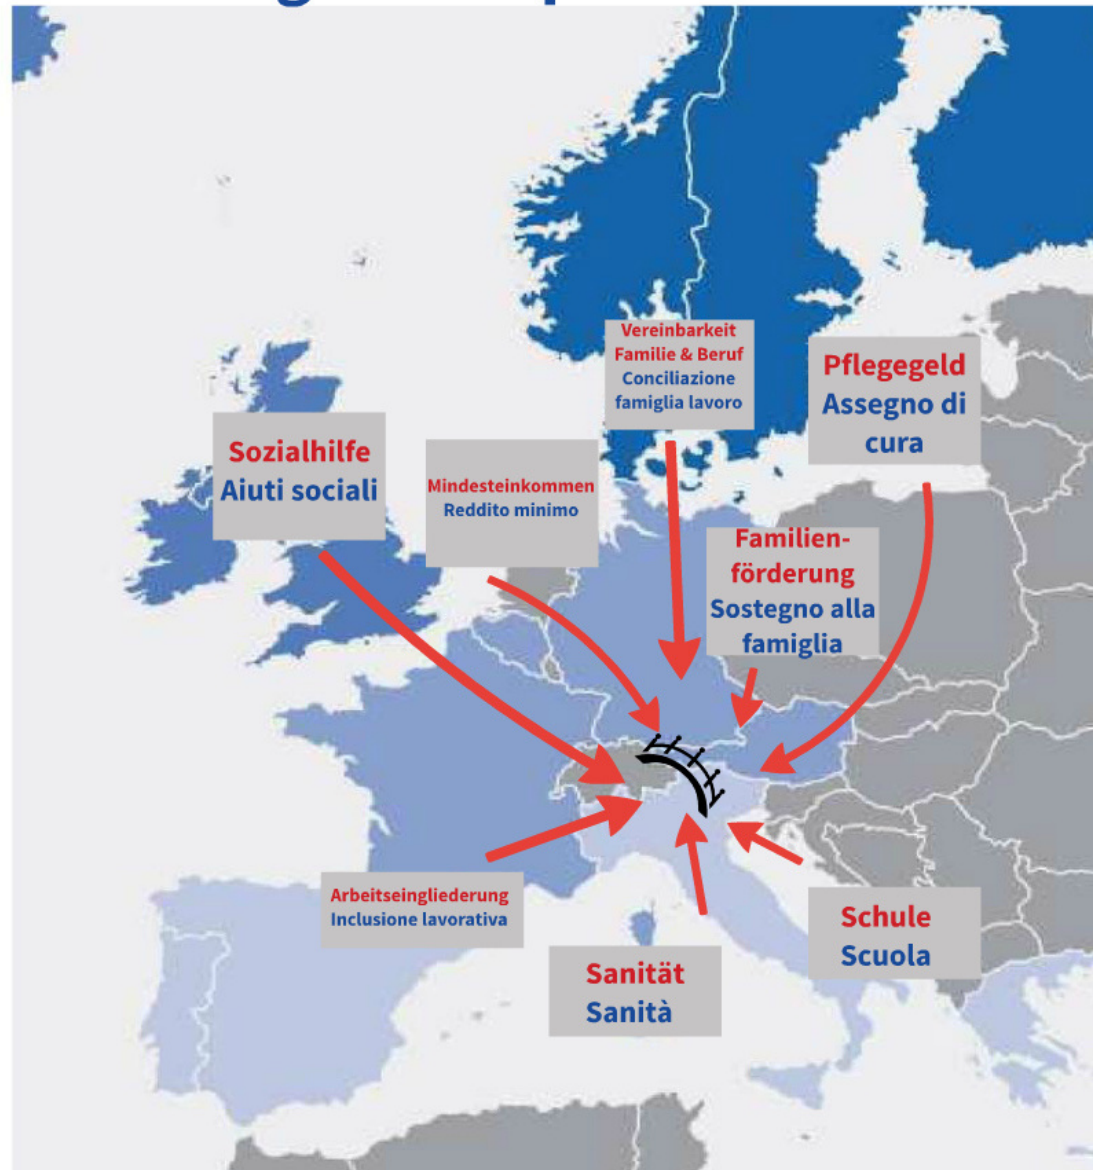 Vereinbarkeit
Familie & Beruf
Conciliazione
famiglia lavoro
Pflegegeld
Assegno di
cura
Sozialhilfe
Aiuti sociali
Mindesteinkommen
Reddito minimo
Familien-
förderung
Sostegno alla
famiglia
Arbeitseingliederung
Inclusione lavorativa
Schule
Scuola
Sanität
Sanità